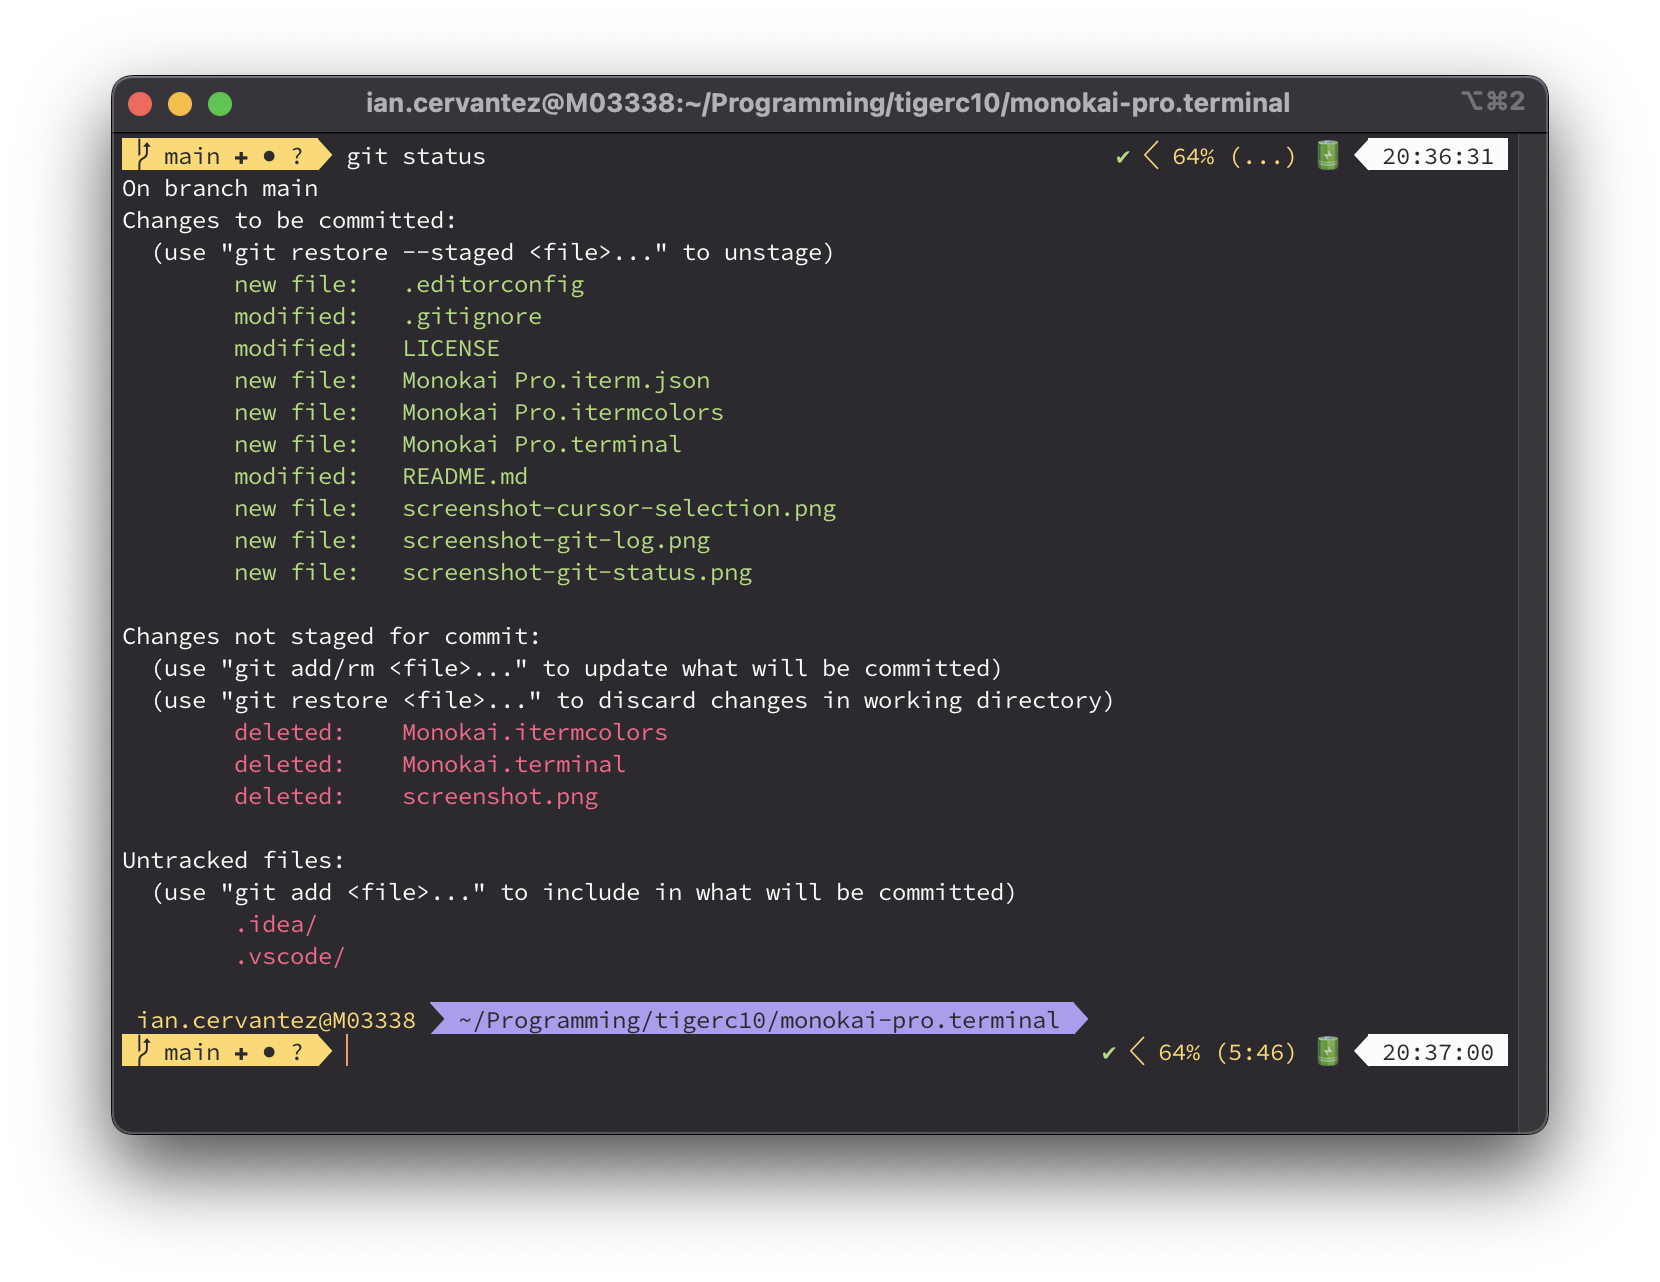 ian.cervantez@M03338:~/Programming/tigerc10/monokai-pro.terminal ⌥⌘2
main + ● ? git status ✔ 64% (...) 20:36:31
On branch main
Changes to be committed:
  (use "git restore --staged <file>..." to unstage)
        new file:   .editorconfig
        modified:   .gitignore
        modified:   LICENSE
        new file:   Monokai Pro.iterm.json
        new file:   Monokai Pro.itermcolors
        new file:   Monokai Pro.terminal
        modified:   README.md
        new file:   screenshot-cursor-selection.png
        new file:   screenshot-git-log.png
        new file:   screenshot-git-status.png

Changes not staged for commit:
  (use "git add/rm <file>..." to update what will be committed)
  (use "git restore <file>..." to discard changes in working directory)
        deleted:    Monokai.itermcolors
        deleted:    Monokai.terminal
        deleted:    screenshot.png

Untracked files:
  (use "git add <file>..." to include in what will be committed)
        .idea/
        .vscode/

ian.cervantez@M03338 ~/Programming/tigerc10/monokai-pro.terminal
main + ● ? ✔ 64% (5:46) 20:37:00